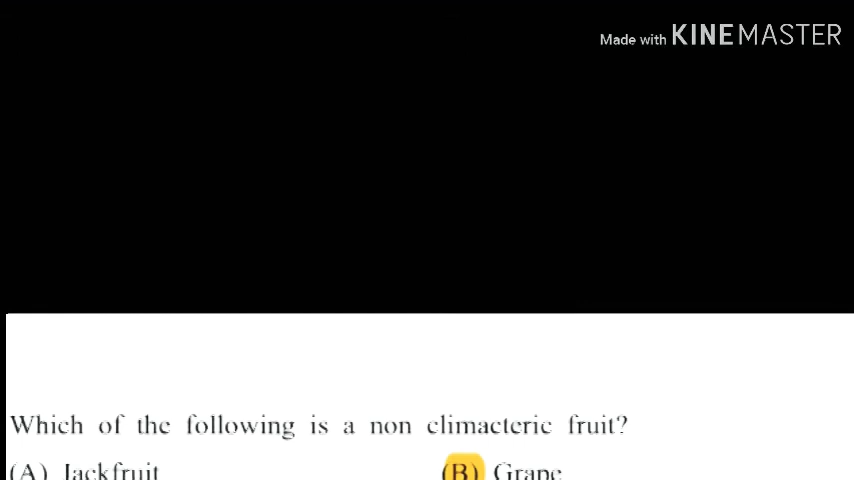 Made with KINEMASTER
Which of the following is a non climacteric fruit?
(A) Jackfruit (B) Grape